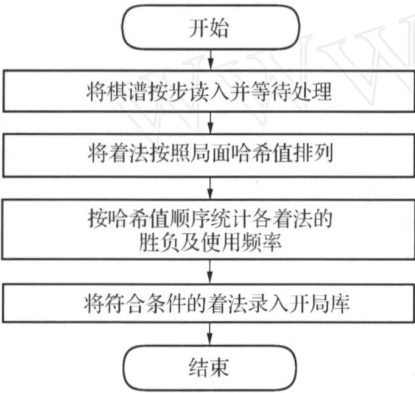 开始
将棋谱按步读入并等待处理
将着法按照局面哈希值排列
按哈希值顺序统计各着法的
胜负及使用频率
将符合条件的着法录入开局库
结束